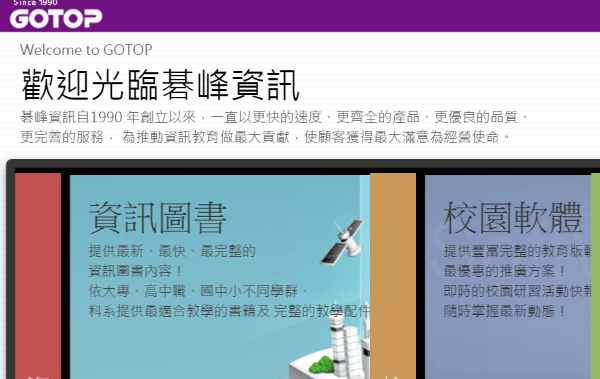 Since 1990
GOTOP
Welcome to GOTOP
歡迎光臨碁峰資訊
碁峰資訊自1990 年創立以來，一直以更快的速度、更齊全的產品、更優良的品質、
更完善的服務， 為推動資訊教育做最大貢獻，使顧客獲得最大滿意為經營使命。
資訊圖書
提供最新、最快、最完整的
資訊圖書內容！
依大專、高中職、國中小不同學群、
科系提供最適合教學的書籍及 完整的教學配件
校園軟體
提供豐富完整的教育版軟
最優惠的推廣方案！
即時的校園研習活動快
隨時掌握最新動態！